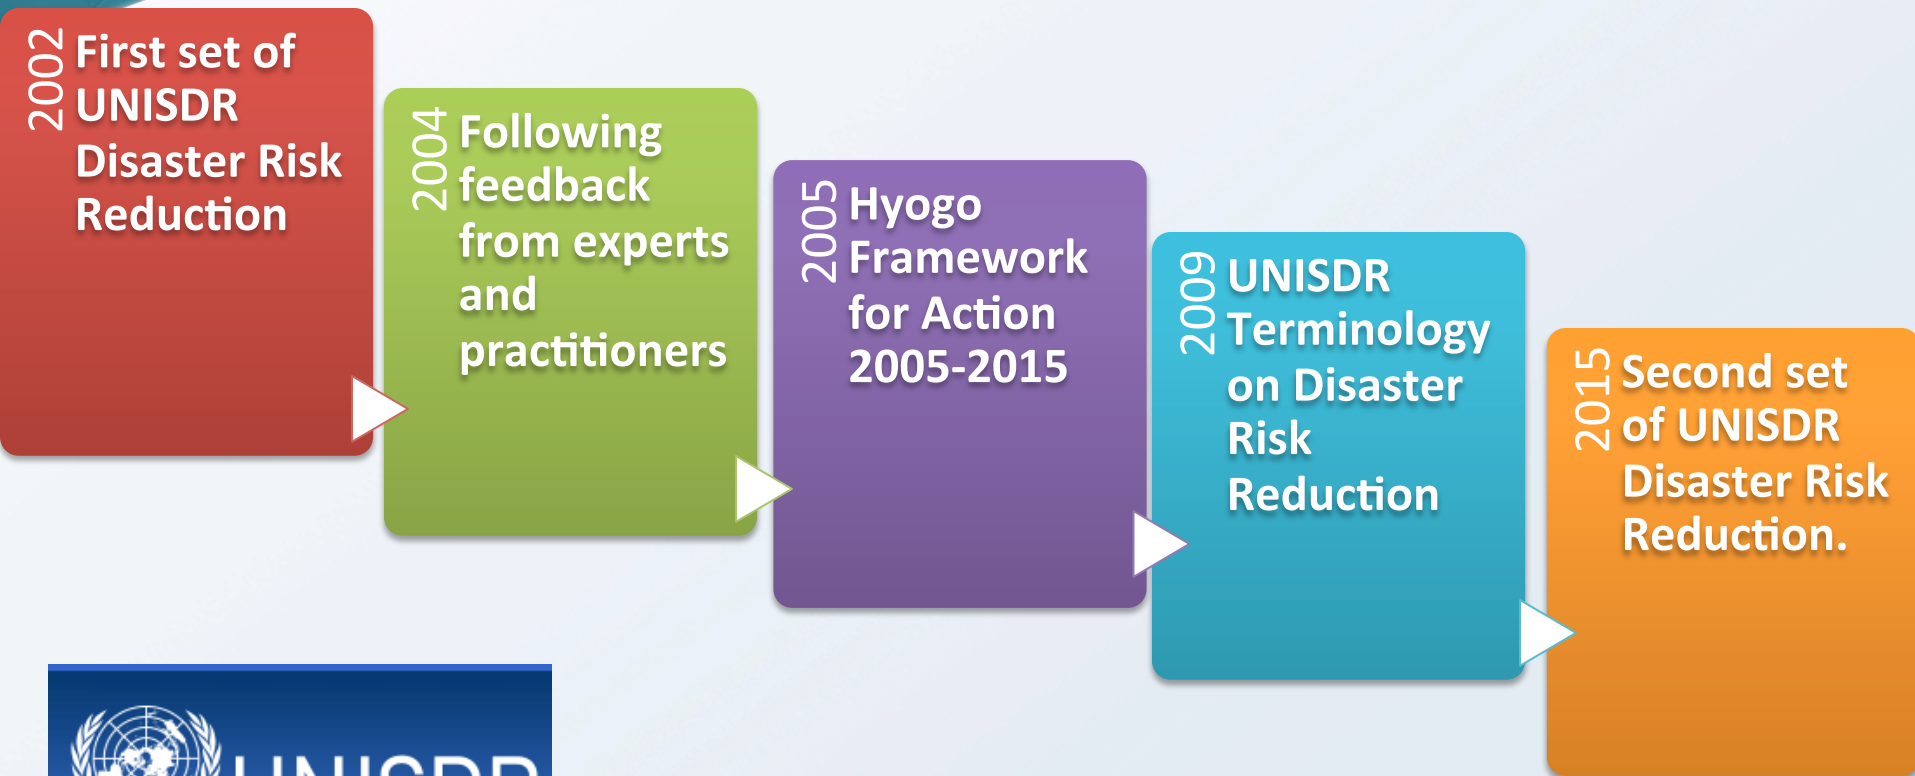 2002
First set of
UNISDR
Disaster Risk
Reduction
2004
Following
feedback
from experts
and
practitioners
2005
Hyogo
Framework
for Action
2005-2015
2009
UNISDR
Terminology
on Disaster
Risk
Reduction
2015
Second set
of UNISDR
Disaster Risk
Reduction.
UNISDR